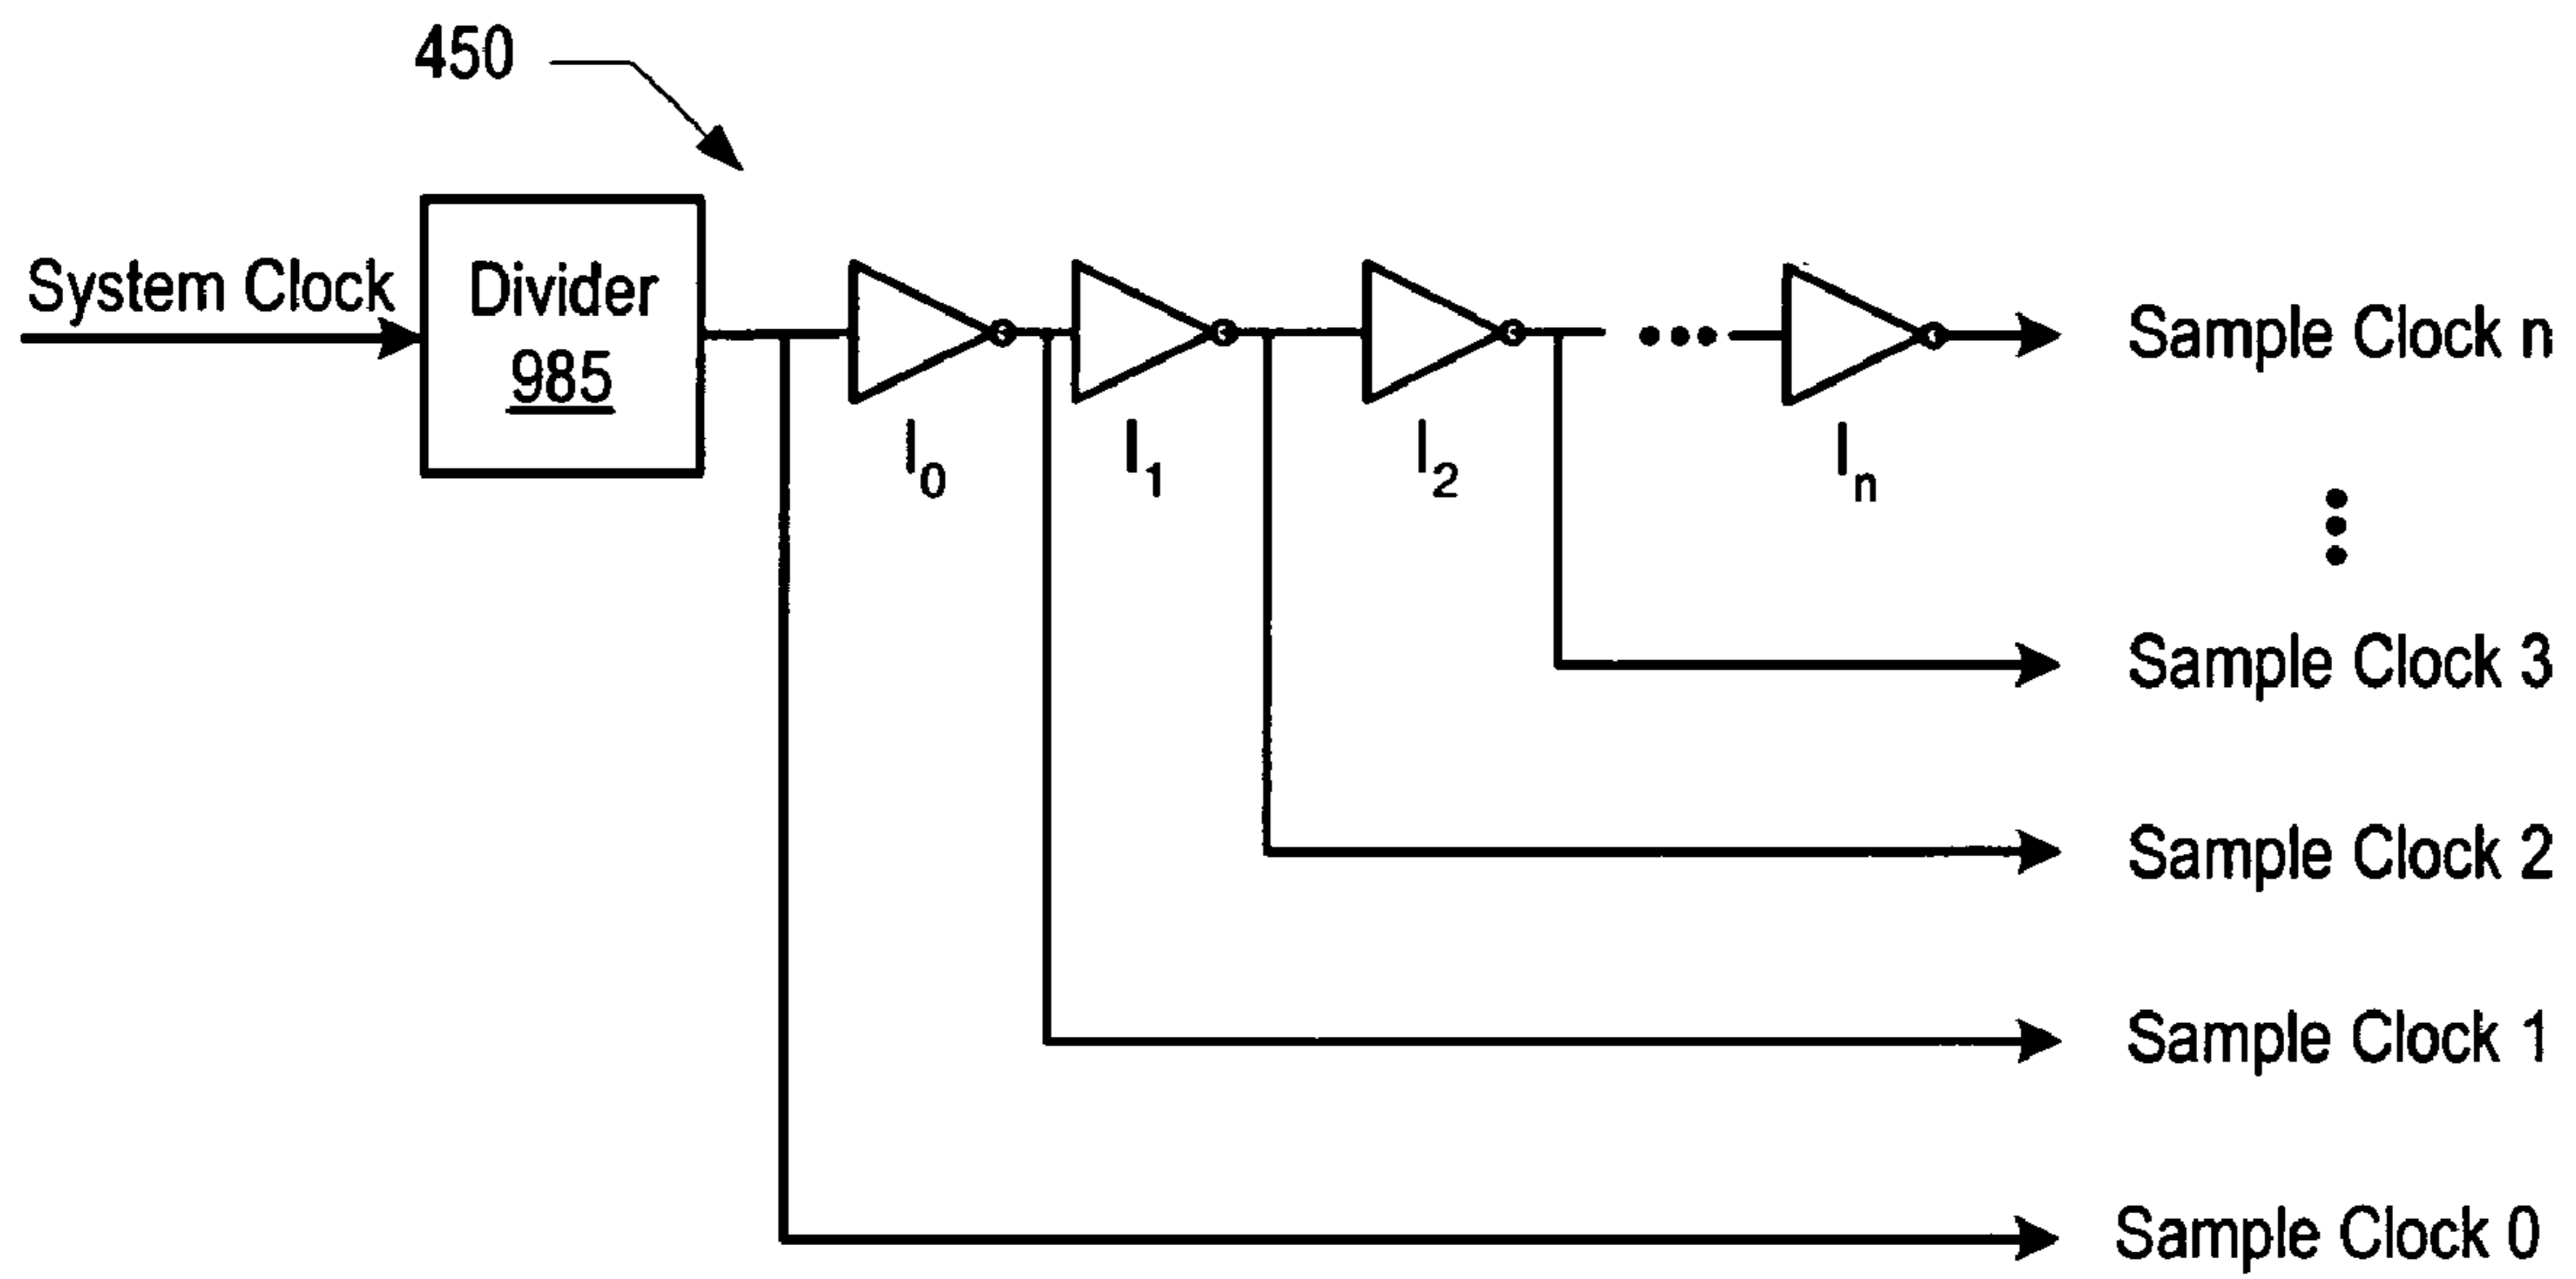 450
System Clock
Divider
985
I0
I1
I2
In
Sample Clock n
Sample Clock 3
Sample Clock 2
Sample Clock 1
Sample Clock 0